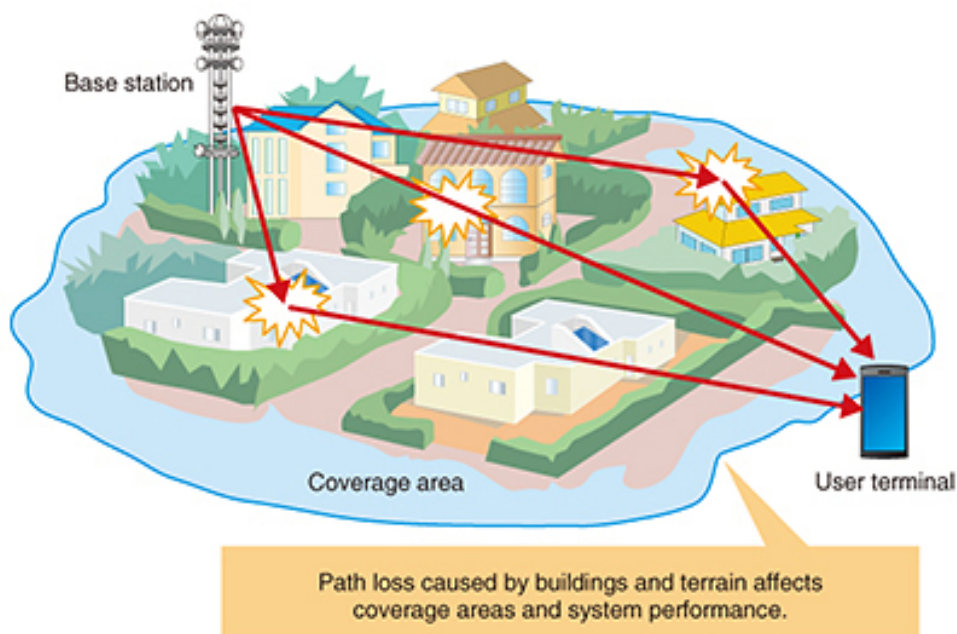 Base station
Coverage area
User terminal
Path loss caused by buildings and terrain affects
coverage areas and system performance.